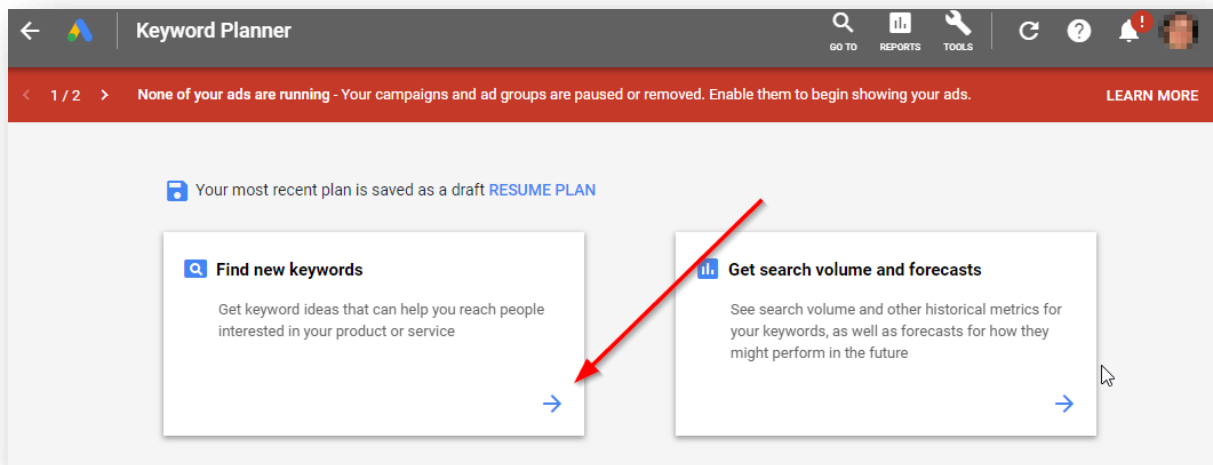 Keyword Planner
GO TO
REPORTS
TOOLS
1 / 2
None of your ads are running - Your campaigns and ad groups are paused or removed. Enable them to begin showing your ads.
LEARN MORE
Your most recent plan is saved as a draft RESUME PLAN
Find new keywords
Get keyword ideas that can help you reach people
interested in your product or service
Get search volume and forecasts
See search volume and other historical metrics for
your keywords, as well as forecasts for how they
might perform in the future